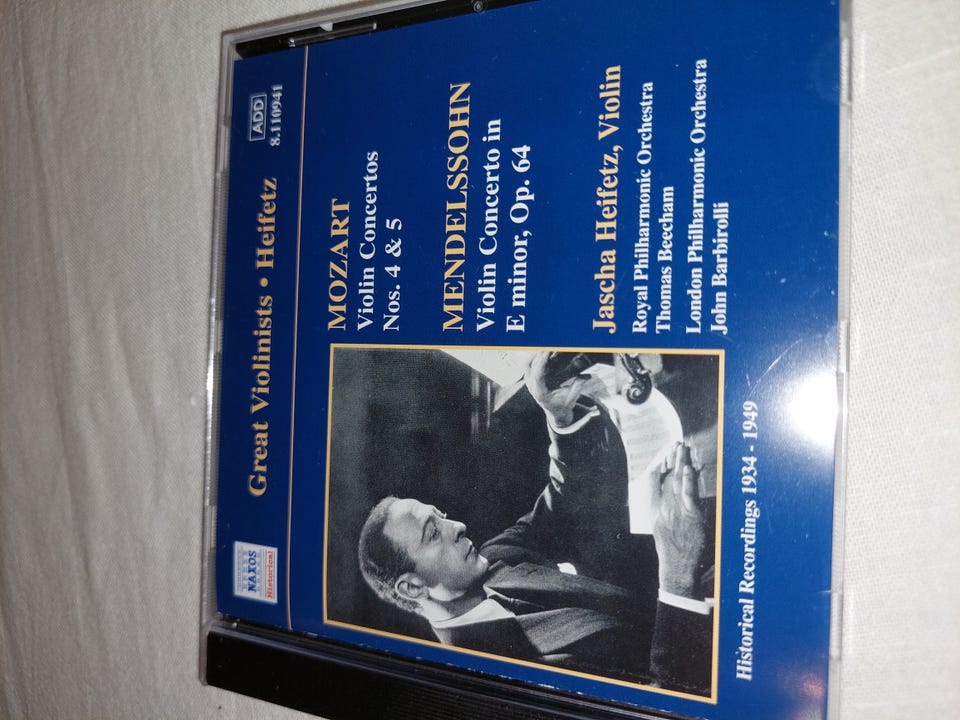 NAXOS
Historical
Great Violinists • Heifetz
ADD
8.110941
MOZART
Violin Concertos
Nos. 4 & 5
MENDELSSOHN
Violin Concerto in
E minor, Op. 64
Jascha Heifetz, Violin
Royal Philharmonic Orchestra
Thomas Beecham
London Philharmonic Orchestra
John Barbirolli
Historical Recordings 1934 - 1949